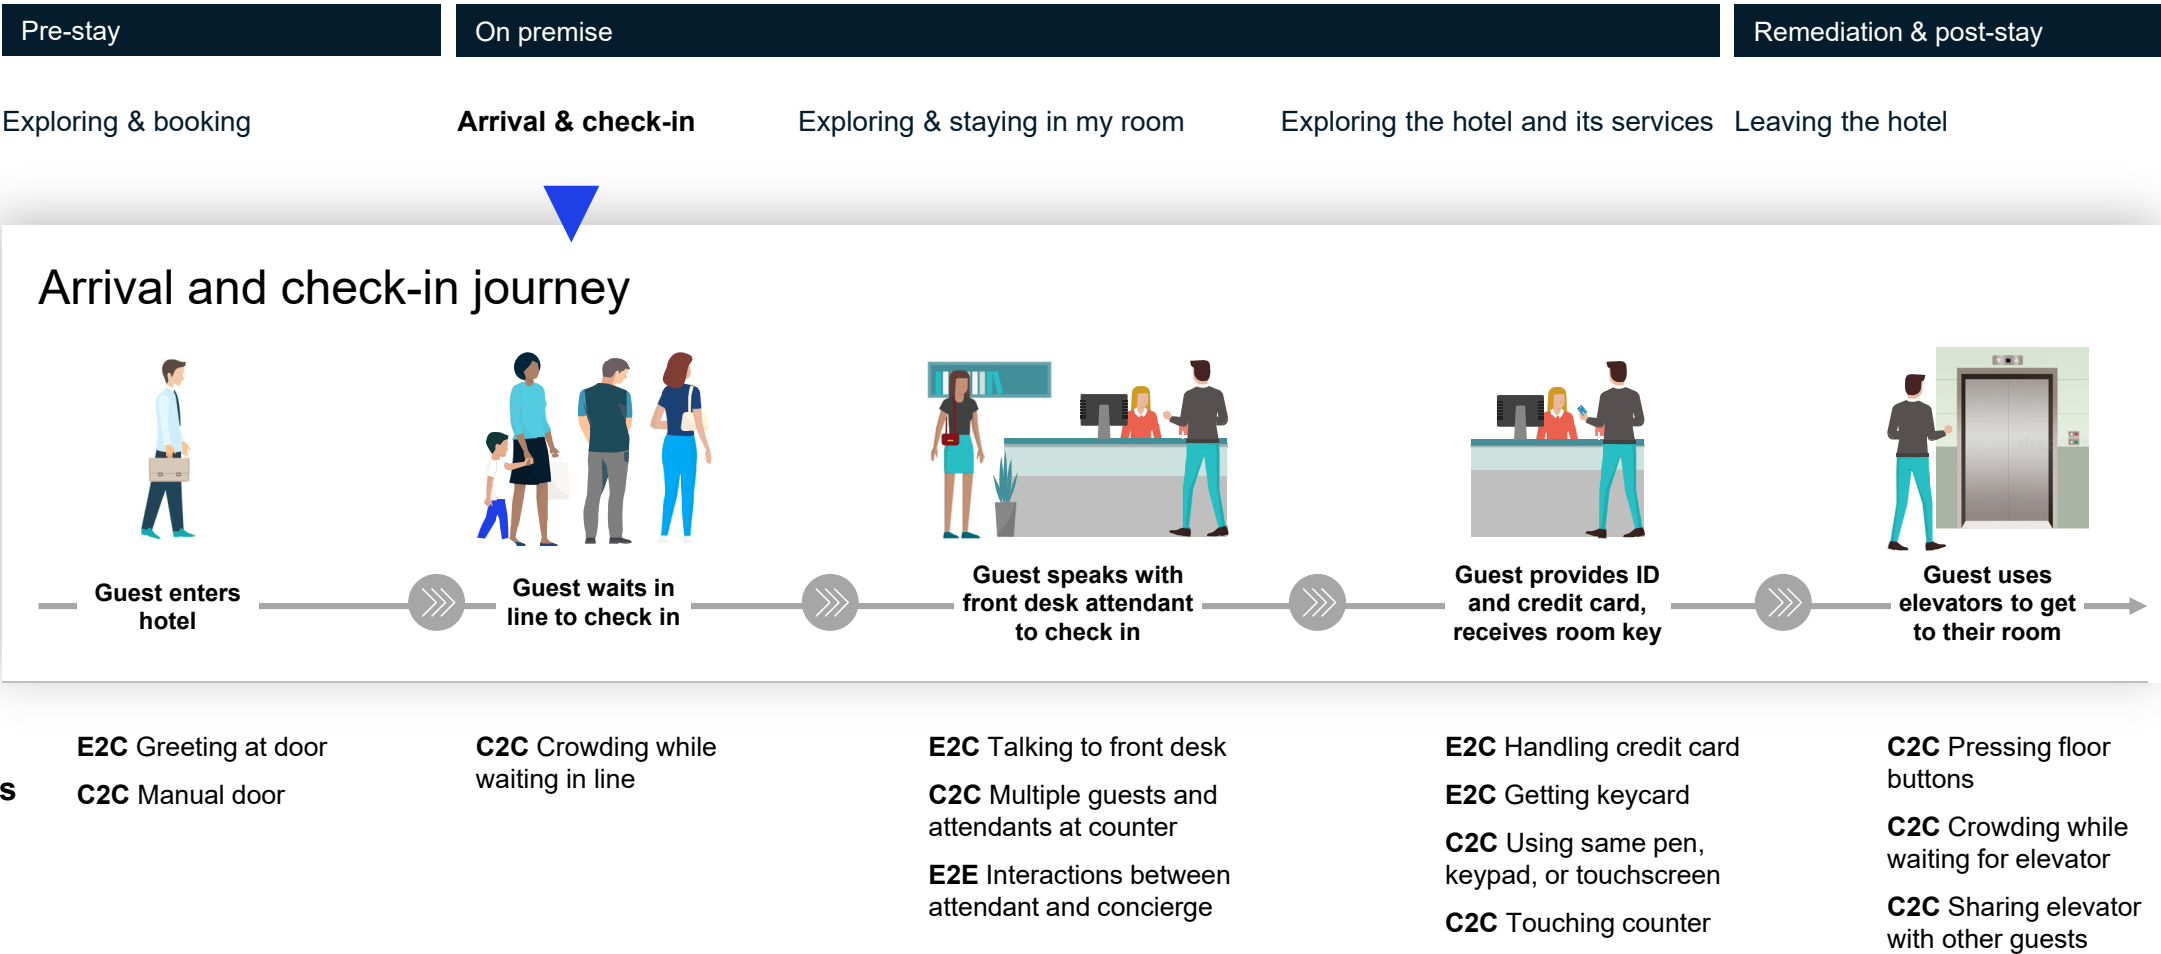 Pre-stay
On premise
Remediation & post-stay
Exploring & booking
Arrival & check-in
Exploring & staying in my room
Exploring the hotel and its services
Leaving the hotel
Arrival and check-in journey
Guest enters
hotel
Guest waits in
line to check in
Guest speaks with
front desk attendant
to check in
Guest provides ID
and credit card,
receives room key
Guest uses
elevators to get
to their room
s
E2C Greeting at door
C2C Manual door
C2C Crowding while
waiting in line
E2C Talking to front desk
C2C Multiple guests and
attendants at counter
E2E Interactions between
attendant and concierge
E2C Handling credit card
E2C Getting keycard
C2C Using same pen,
keypad, or touchscreen
C2C Touching counter
C2C Pressing floor
buttons
C2C Crowding while
waiting for elevator
C2C Sharing elevator
with other guests